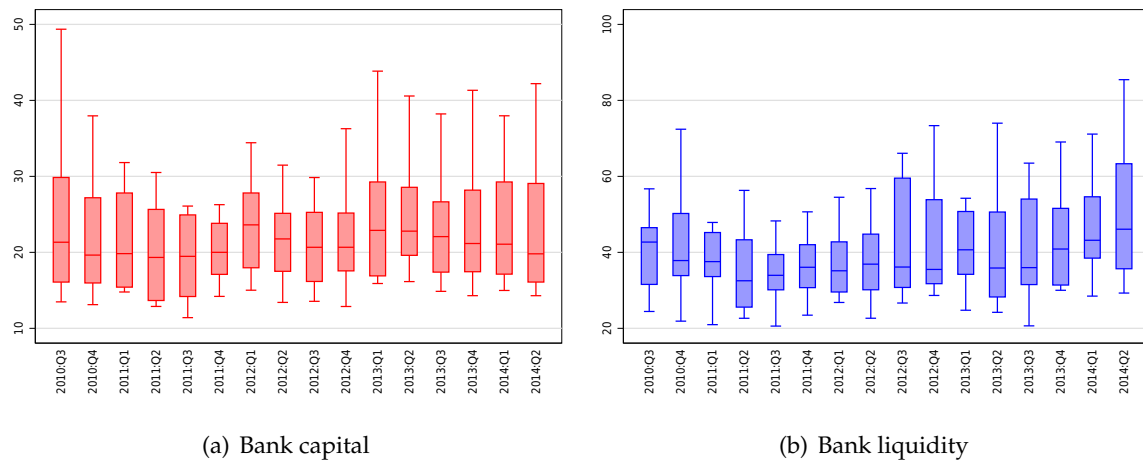 50
40
30
20
10
2010:Q3
2010:Q4
2011:Q1
2011:Q2
2011:Q3
2011:Q4
2012:Q1
2012:Q2
2012:Q3
2012:Q4
2013:Q1
2013:Q2
2013:Q3
2013:Q4
2014:Q1
2014:Q2
(a) Bank capital
100
80
60
40
20
2010:Q3
2010:Q4
2011:Q1
2011:Q2
2011:Q3
2011:Q4
2012:Q1
2012:Q2
2012:Q3
2012:Q4
2013:Q1
2013:Q2
2013:Q3
2013:Q4
2014:Q1
2014:Q2
(b) Bank liquidity